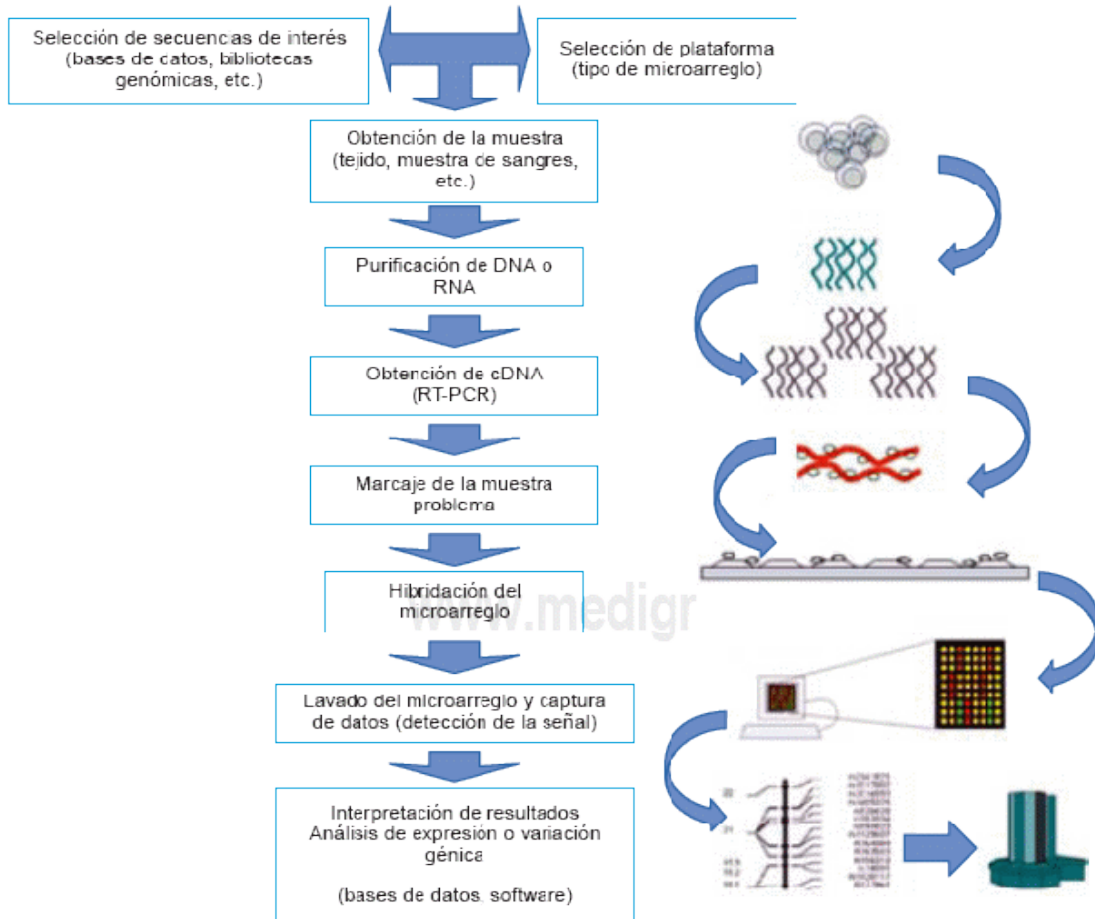 Selección de secuencias de interés
(bases de datos, bibliotecas
genómicas, etc.)
Selección de plataforma
(tipo de microarreglo)
Obtención de la muestra
(tejido, muestra de sangres,
etc.)
Purificación de DNA o
RNA
Obtención de cDNA
(RT-PCR)
Marcaje de la muestra
problema
Hibridación del
microarreglo
www.medigr
Lavado del microarreglo y captura
de datos (detección de la señal)
Interpretación de resultados
Análisis de expresión o variación
génica
(bases de datos, software)
22
21